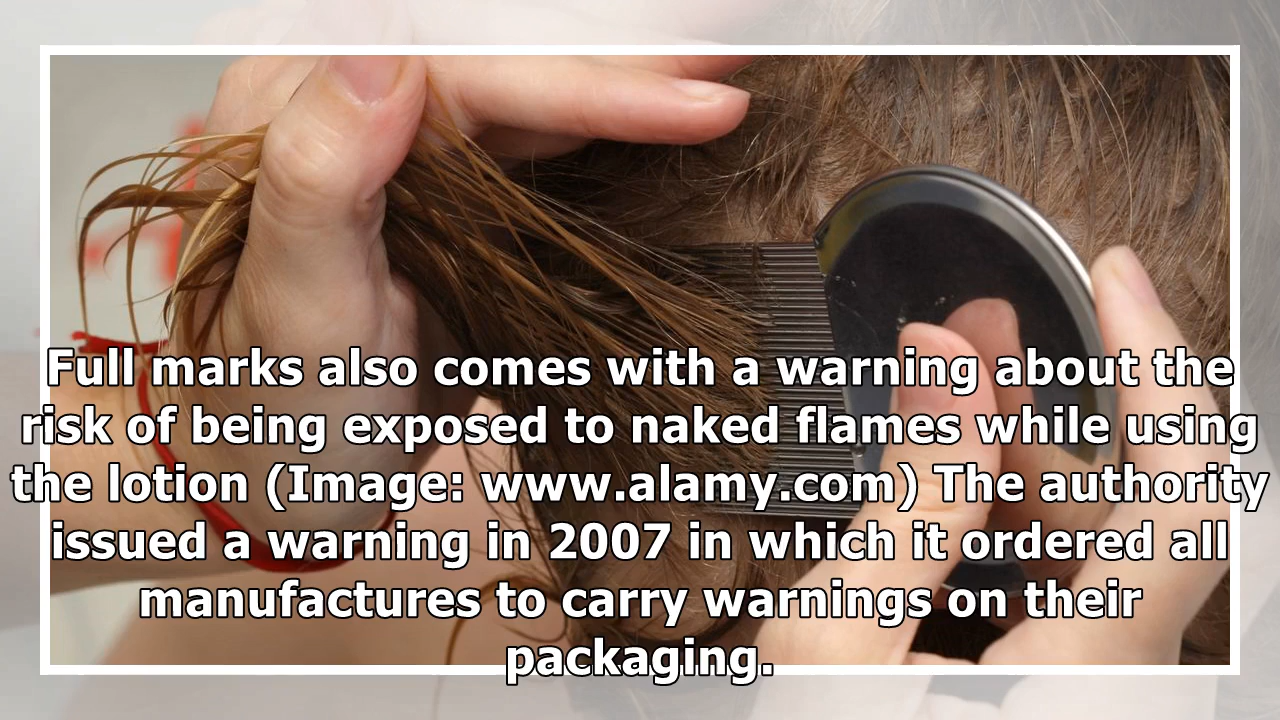 Full marks also comes with a warning about the
risk of being exposed to naked flames while using
the lotion (Image: www.alamy.com) The authority
issued a warning in 2007 in which it ordered all
manufactures to carry warnings on their
packaging.